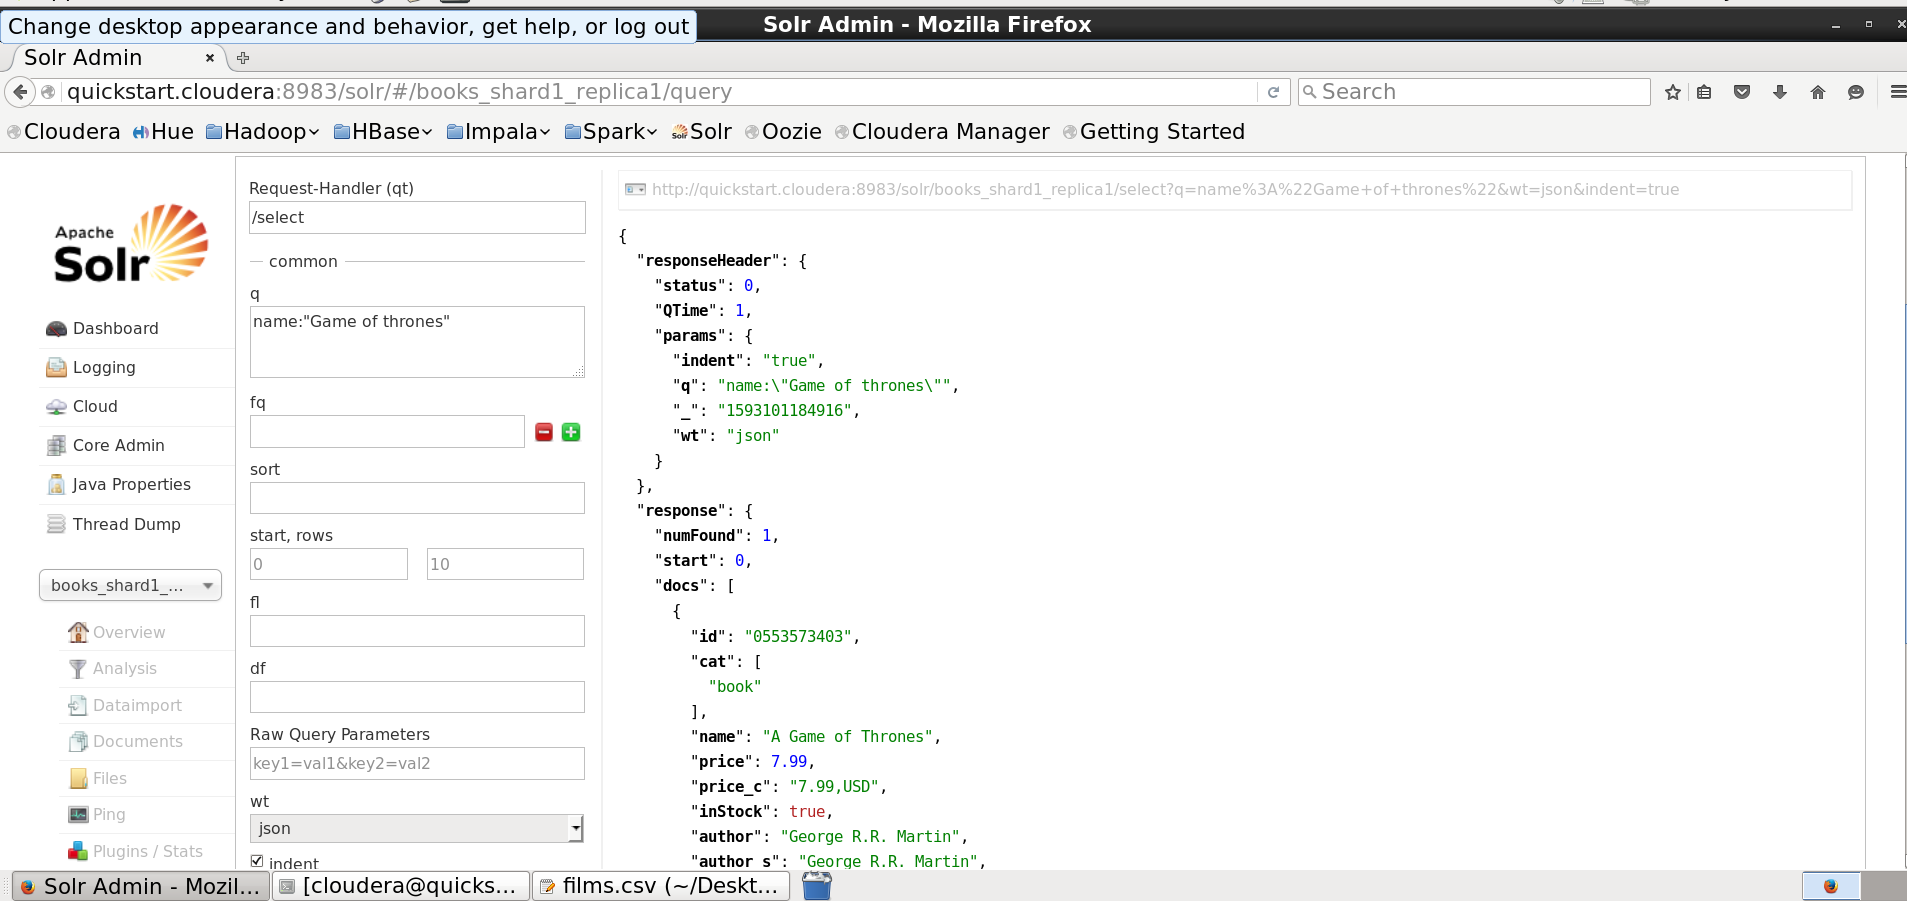 Change desktop appearance and behavior, get help, or log out
Solr Admin - Mozilla Firefox
Solr Admin
quickstart.cloudera:8983/solr/#/books_shard1_replica1/query
Search
Cloudera Hue Hadoop HBase Impala Spark Solr Oozie Cloudera Manager Getting Started
Apache
Solr
Dashboard
Logging
Cloud
Core Admin
Java Properties
Thread Dump
books_shard1_...
Overview
Analysis
Dataimport
Documents
Files
Ping
Plugins / Stats
Request-Handler (qt)
/select
common
q
name:"Game of thrones"
fq
sort
start, rows
0 10
fl
df
Raw Query Parameters
key1=val1&key2=val2
wt
json
indent
http://quickstart.cloudera:8983/solr/books_shard1_replica1/select?q=name%3A%22Game+of+thrones%22&wt=json&indent=true
{
"responseHeader": {
"status": 0,
"QTime": 1,
"params": {
"indent": "true",
"q": "name:\"Game of thrones\"",
"_": "1593101184916",
"wt": "json"
}
},
"response": {
"numFound": 1,
"start": 0,
"docs": [
{
"id": "0553573403",
"cat": [
"book"
],
"name": "A Game of Thrones",
"price": 7.99,
"price_c": "7.99,USD",
"inStock": true,
"author": "George R.R. Martin",
"author_s": "George R.R. Martin",
Solr Admin - Mozil...
[cloudera@quicks...
films.csv (~/Deskt...